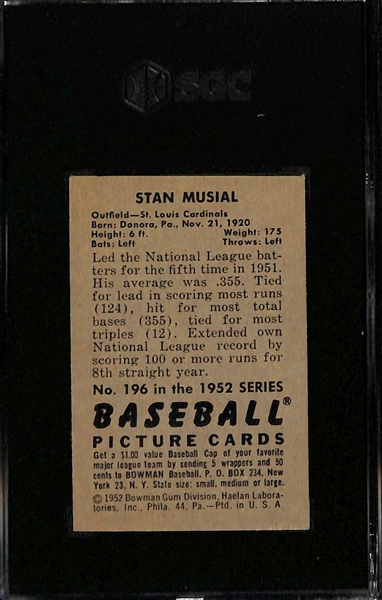 SGC
STAN MUSIAL
Outfield—St. Louis Cardinals
Born: Donora, Pa., Nov. 21, 1920
Height: 6 ft. Weight: 175
Bats: Left Throws: Left
Led the National League bat-
ters for the fifth time in 1951.
His average was .355. Tied
for lead in scoring most runs
(124), hit for most total
bases (355), tied for most
triples (12). Extended own
National League record by
scoring 100 or more runs for
8th straight year.
No. 196 in the 1952 SERIES
BASEBALL®
PICTURE CARDS
Get a $1.00 value Baseball Cap of your favorite
major league team by sending 5 wrappers and 50
cents to BOWMAN Baseball, P. O. BOX 234, New
York 23, N. Y. State size: small, medium or large.
©1952 Bowman Gum Division, Haelan Labora-
tories, Inc., Phila. 44, Pa.—Prtd. in U. S. A.